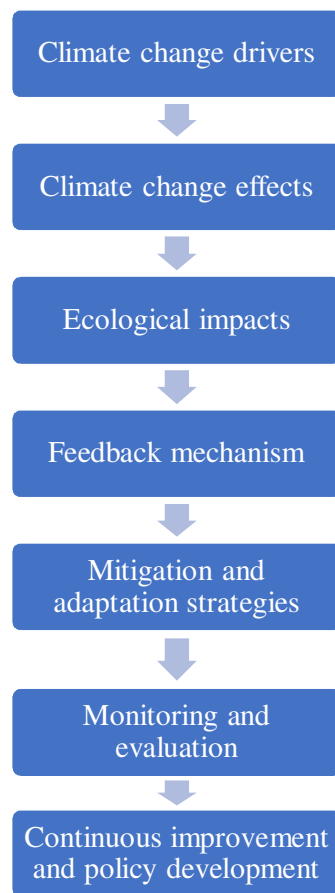 Climate change drivers
Climate change effects
Ecological impacts
Feedback mechanism
Mitigation and
adaptation strategies
Monitoring and
evaluation
Continuous improvement
and policy development